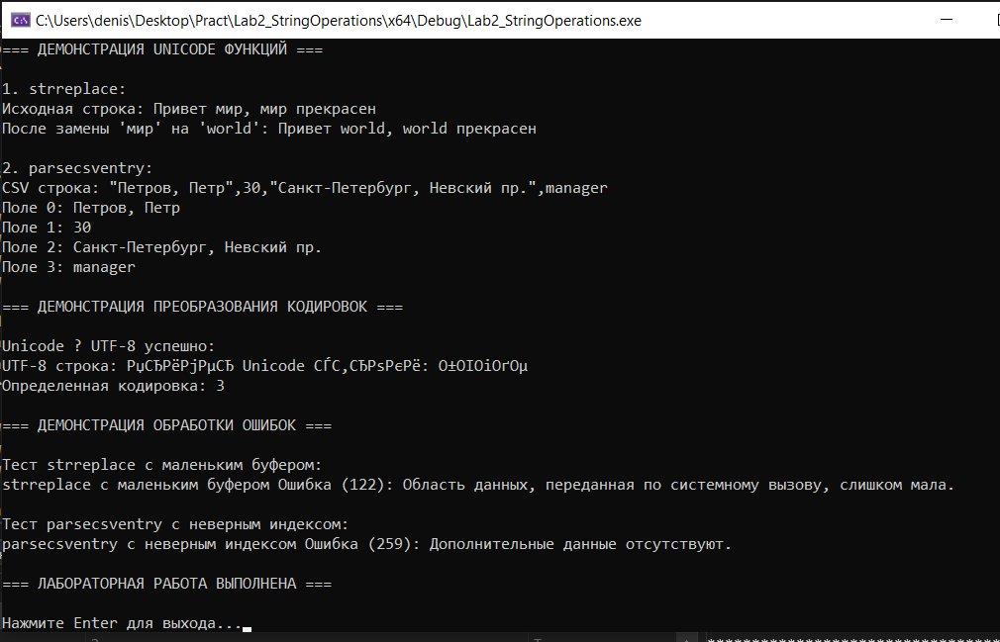 C:\Users\denis\Desktop\Pract\Lab2_StringOperations\x64\Debug\Lab2_StringOperations.exe
=== ДЕМОНСТРАЦИЯ UNICODE ФУНКЦИЙ ===
1. strreplace:
Исходная строка: Привет мир, мир прекрасен
После замены 'мир' на 'world': Привет world, world прекрасен
2. parsecsventry:
CSV строка: "Петров, Петр",30,"Санкт-Петербург, Невский пр.",manager
Поле 0: Петров, Петр
Поле 1: 30
Поле 2: Санкт-Петербург, Невский пр.
Поле 3: manager
=== ДЕМОНСТРАЦИЯ ПРЕОБРАЗОВАНИЯ КОДИРОВОК ===
Unicode ? UTF-8 успешно:
UTF-8 строка: РџСЂРёРјРµСЂ Unicode СЃС‚СЂРѕРєРё: О±ОІОіОґОµ
Определенная кодировка: 3
=== ДЕМОНСТРАЦИЯ ОБРАБОТКИ ОШИБОК ===
Тест strreplace с маленьким буфером:
strreplace с маленьким буфером Ошибка (122): Область данных, переданная по системному вызову, слишком мала.
Тест parsecsventry с неверным индексом:
parsecsventry с неверным индексом Ошибка (259): Дополнительные данные отсутствуют.
=== ЛАБОРАТОРНАЯ РАБОТА ВЫПОЛНЕНА ===
Нажмите Enter для выхода...